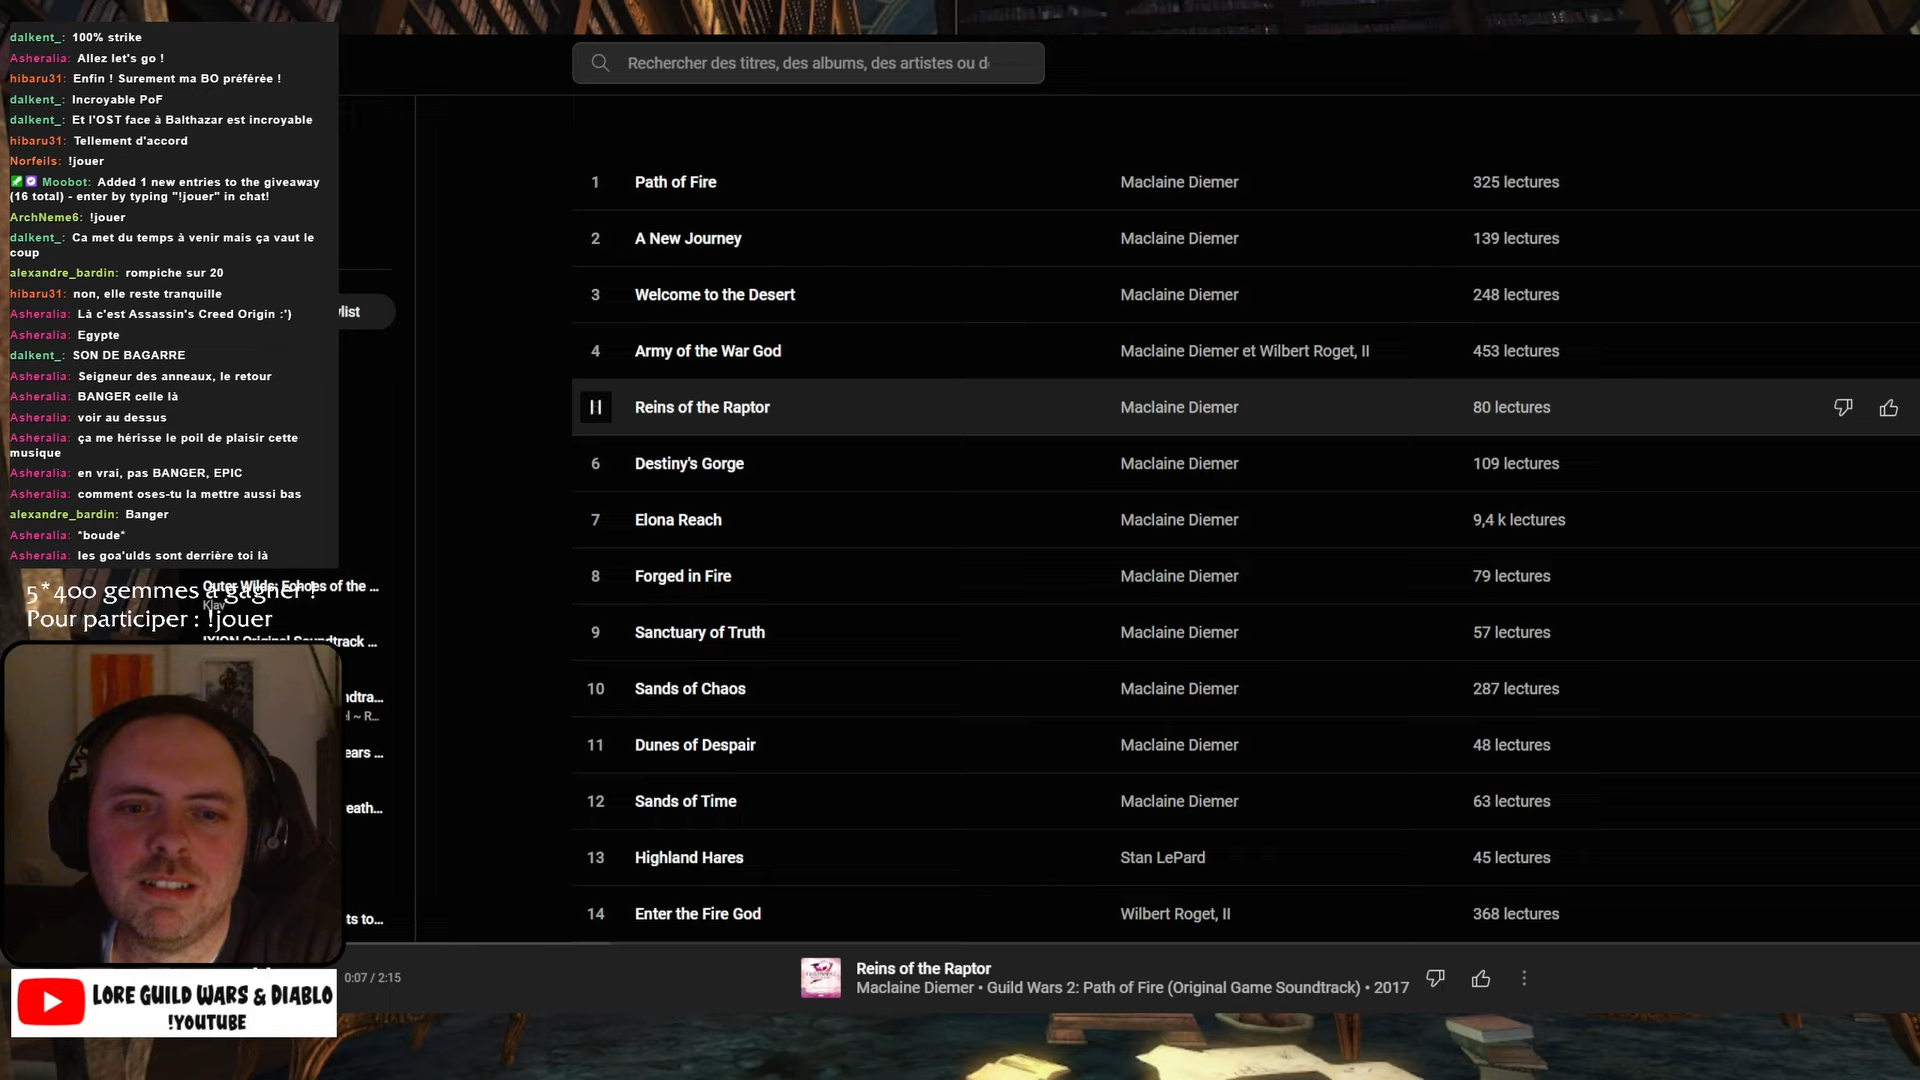 dalkent_: 100% strike
Asheralia: Allez let's go !
hibaru31: Enfin ! Surement ma BO préférée !
dalkent_: Incroyable PoF
dalkent_: Et l'OST face à Balthazar est incroyable
hibaru31: Tellement d'accord
Norfeils: !jouer
Moobot: Added 1 new entries to the giveaway
(16 total) - enter by typing "!jouer" in chat!
ArchNeme6: !jouer
dalkent_: Ca met du temps à venir mais ça vaut le
coup
alexandre_bardin: rompiche sur 20
hibaru31: non, elle reste tranquille
Asheralia: Là c'est Assassin's Creed Origin :')
Asheralia: Egypte
dalkent_: SON DE BAGARRE
Asheralia: Seigneur des anneaux, le retour
Asheralia: BANGER celle là
Asheralia: voir au dessus
Asheralia: ça me hérisse le poil de plaisir cette
musique
Asheralia: en vrai, pas BANGER, EPIC
Asheralia: comment oses-tu la mettre aussi bas
alexandre_bardin: Banger
Asheralia: *boude*
Asheralia: les goa'ulds sont derrière toi là
5*400 gemmes à gagner !
Pour participer : !jouer
Outer Wilds: Echoes of the ...
Klav
IXION Original Soundtrack ...
ndtra...
l ~ R...
ears ...
eath...
ts to...
LORE GUILD WARS & DIABLO
!YOUTUBE
ylist
Rechercher des titres, des albums, des artistes ou d
1 Path of Fire Maclaine Diemer 325 lectures
2 A New Journey Maclaine Diemer 139 lectures
3 Welcome to the Desert Maclaine Diemer 248 lectures
4 Army of the War God Maclaine Diemer et Wilbert Roget, II 453 lectures
Reins of the Raptor Maclaine Diemer 80 lectures
6 Destiny's Gorge Maclaine Diemer 109 lectures
7 Elona Reach Maclaine Diemer 9,4 k lectures
8 Forged in Fire Maclaine Diemer 79 lectures
9 Sanctuary of Truth Maclaine Diemer 57 lectures
10 Sands of Chaos Maclaine Diemer 287 lectures
11 Dunes of Despair Maclaine Diemer 48 lectures
12 Sands of Time Maclaine Diemer 63 lectures
13 Highland Hares Stan LePard 45 lectures
14 Enter the Fire God Wilbert Roget, II 368 lectures
0:07 / 2:15
Reins of the Raptor
Maclaine Diemer • Guild Wars 2: Path of Fire (Original Game Soundtrack) • 2017